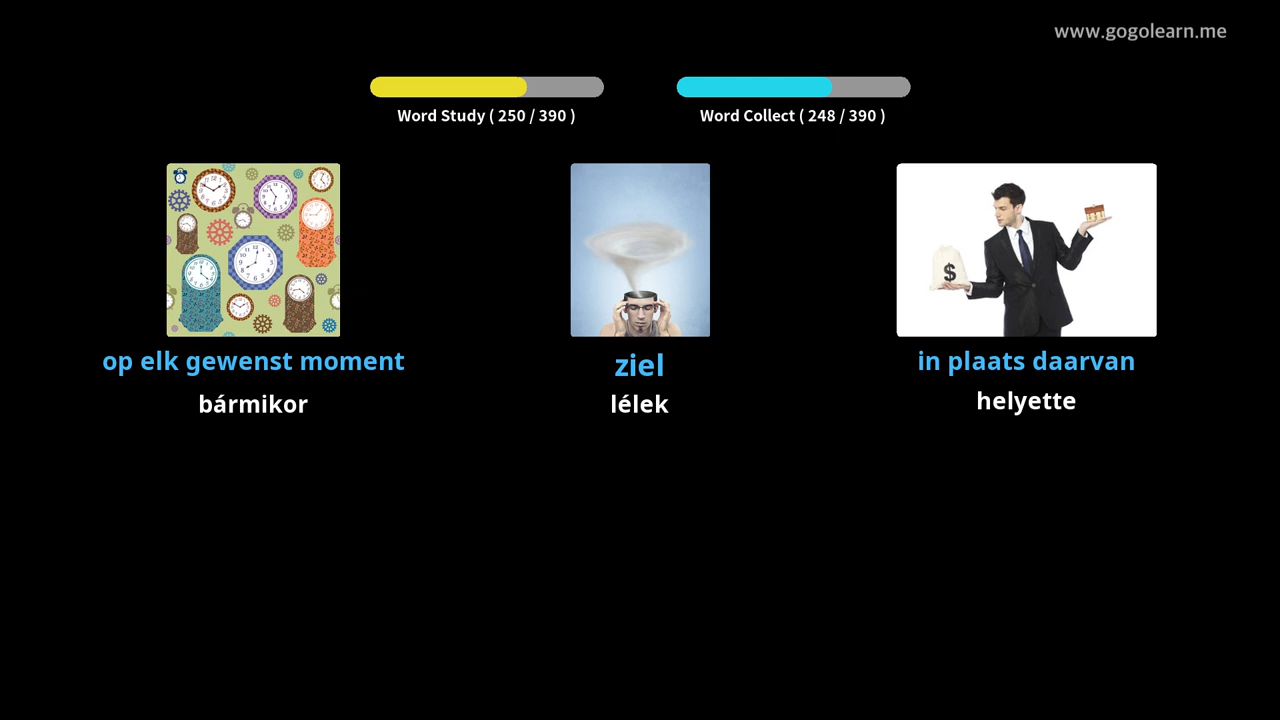 www.gogolearn.me
Word Study ( 250 / 390 )
Word Collect ( 248 / 390 )
op elk gewenst moment
bármikor
ziel
lélek
in plaats daarvan
helyette